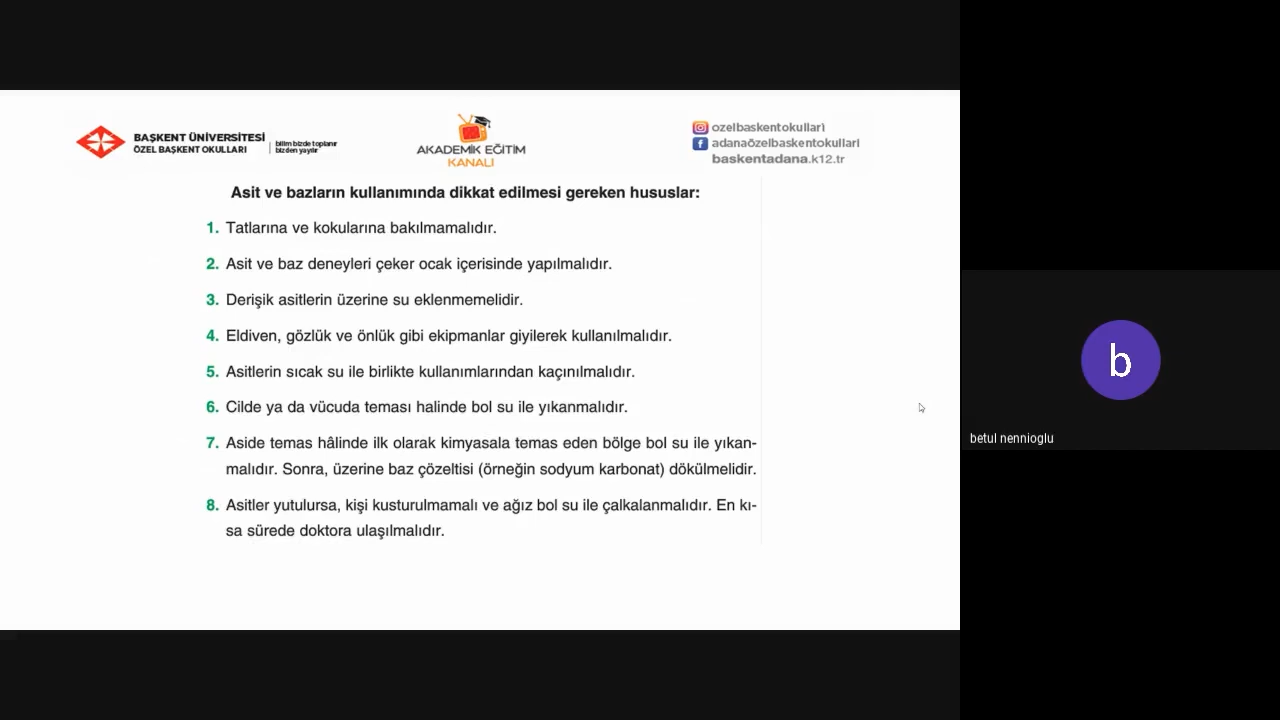 BAŞKENT ÜNİVERSİTESİ
ÖZEL BAŞKENT OKULLARI
bilim bizde toplanır
bizden yayılır
AKADEMİK EĞİTİM
KANALI
ozelbaskentokullari
adanaözelbaskentokullari
baskentadana.k12.tr
Asit ve bazların kullanımında dikkat edilmesi gereken hususlar:
1. Tatlarına ve kokularına bakılmamalıdır.
2. Asit ve baz deneyleri çeker ocak içerisinde yapılmalıdır.
3. Derişik asitlerin üzerine su eklenmemelidir.
4. Eldiven, gözlük ve önlük gibi ekipmanlar giyilerek kullanılmalıdır.
5. Asitlerin sıcak su ile birlikte kullanımlarından kaçınılmalıdır.
6. Cilde ya da vücuda teması halinde bol su ile yıkanmalıdır.
7. Aside temas hâlinde ilk olarak kimyasala temas eden bölge bol su ile yıkan-
malıdır. Sonra, üzerine baz çözeltisi (örneğin sodyum karbonat) dökülmelidir.
8. Asitler yutulursa, kişi kusturulmamalı ve ağız bol su ile çalkalanmalıdır. En kı-
sa sürede doktora ulaşılmalıdır.
b
betul nennioglu